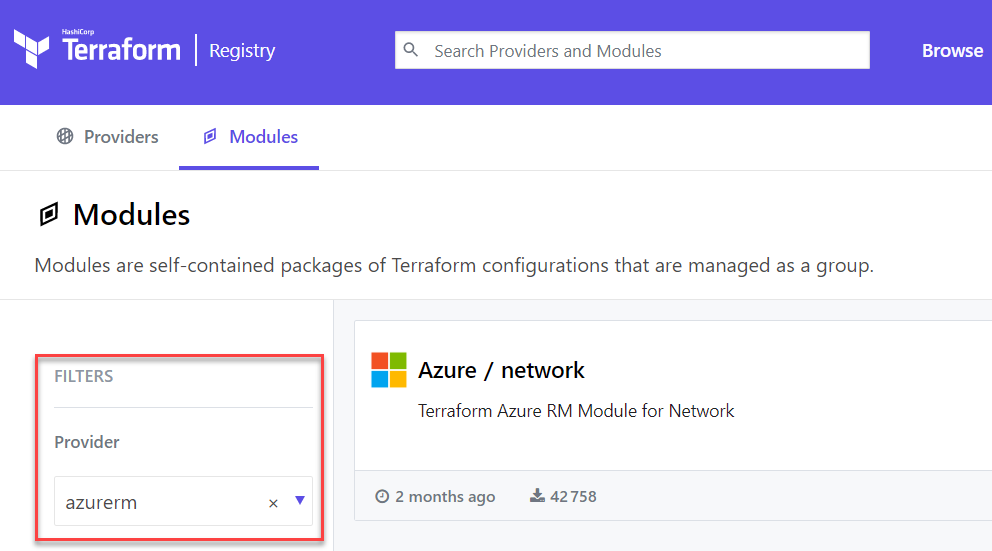 HashiCorp
Terraform
Registry
Search Providers and Modules
Browse
Providers
Modules
Modules
Modules are self-contained packages of Terraform configurations that are managed as a group.
FILTERS
Provider
azurerm ×
Azure / network
Terraform Azure RM Module for Network
2 months ago
42 758